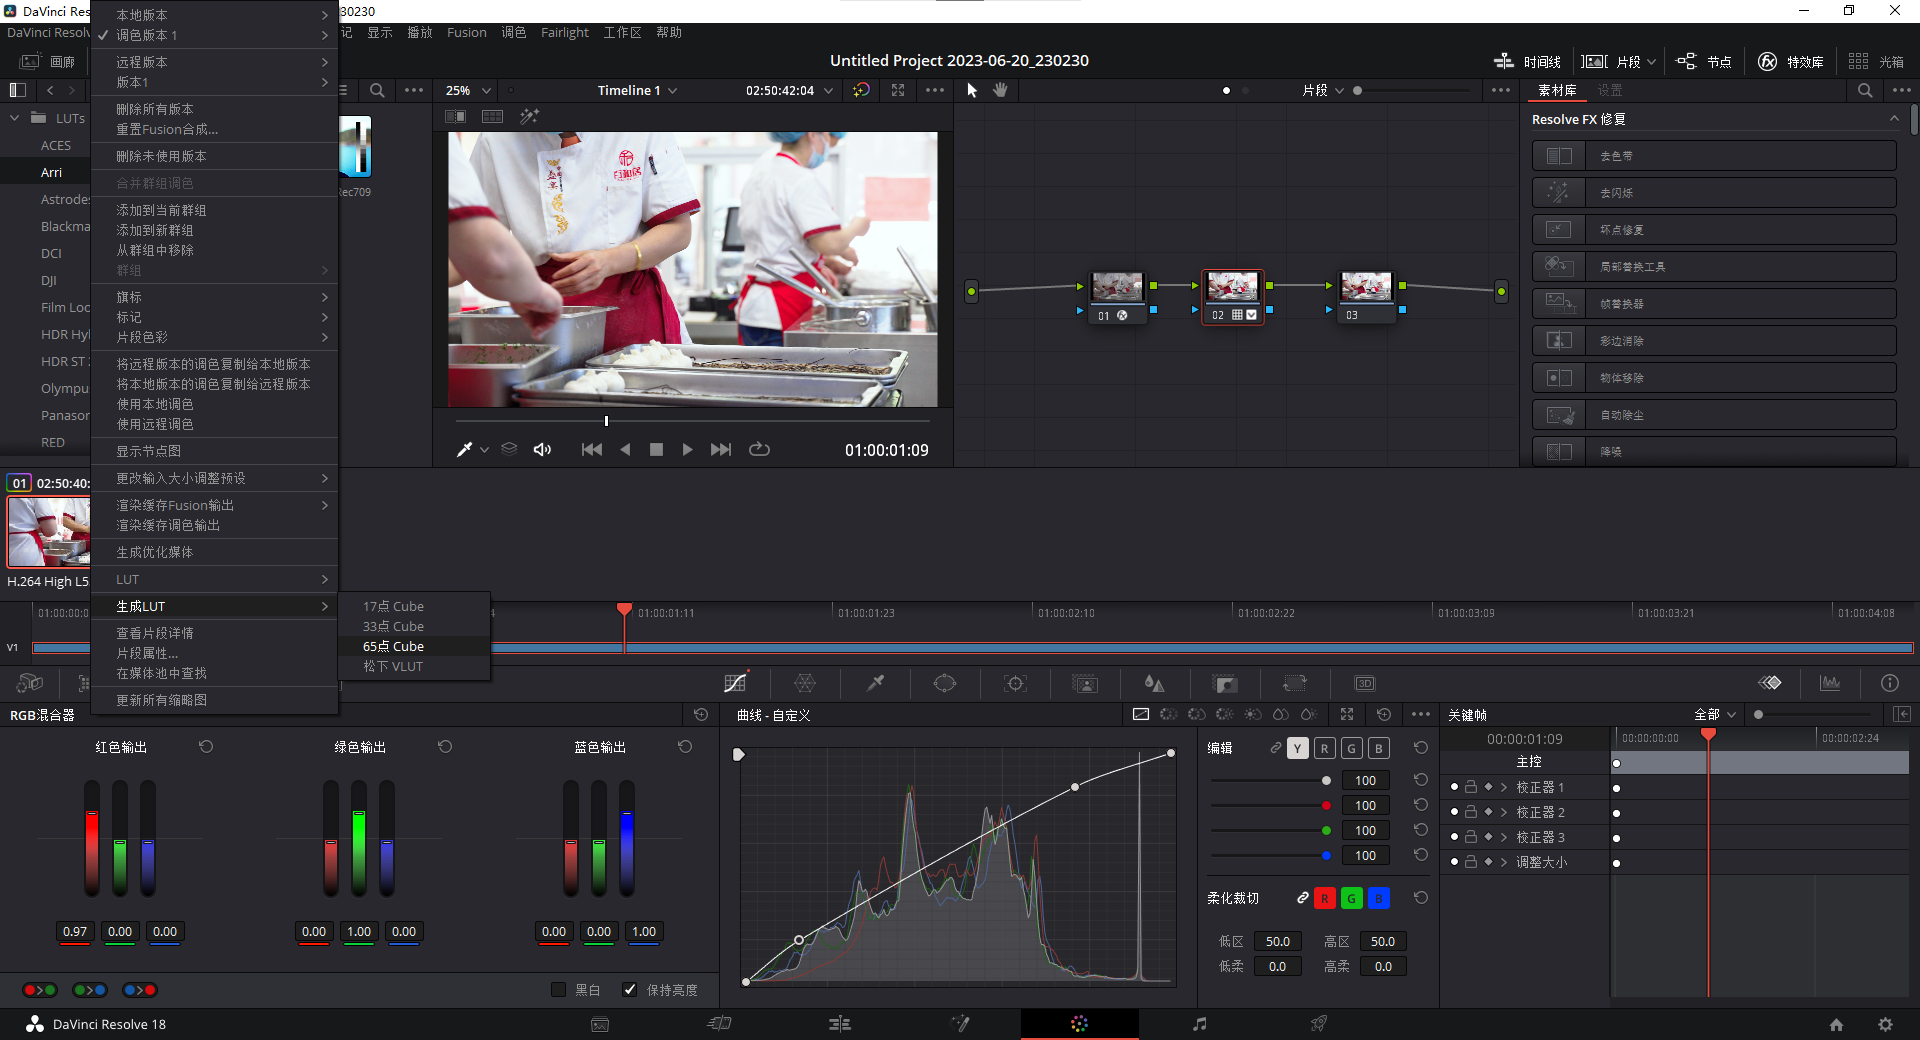 DaVinci Res
30230
DaVinci Resolv
记
显示
播放
Fusion
调色
Fairlight
工作区
帮助
画廊
Untitled Project 2023-06-20_230230
时间线
片段
节点
fx
特效库
光箱
本地版本
调色版本 1
远程版本
版本1
删除所有版本
重置Fusion合成...
删除未使用版本
合并群组调色
添加到当前群组
添加到新群组
从群组中移除
群组
旗标
标记
片段色彩
将远程版本的调色复制给本地版本
将本地版本的调色复制给远程版本
使用本地调色
使用远程调色
显示节点图
更改输入大小调整预设
渲染缓存Fusion输出
渲染缓存调色输出
生成优化媒体
LUT
生成LUT
查看片段详情
片段属性...
在媒体池中查找
更新所有缩略图
17点 Cube
33点 Cube
65点 Cube
松下 VLUT
LUTs
ACES
Arri
Astrodes
Blackma
DCI
DJI
Film Loo
HDR Hyl
HDR ST 2
Olympu
Panason
RED
Rec709
25%
Timeline 1
02:50:42:04
01:00:01:09
片段
01
02
03
素材库
设置
Resolve FX 修复
去色带
去闪烁
坏点修复
局部替换工具
帧替换器
彩边消除
物体移除
自动除尘
降噪
01
02:50:40:
H.264 High L5
01:00:00:0
4
01:00:01:11
01:00:01:23
01:00:02:10
01:00:02:22
01:00:03:09
01:00:03:21
01:00:04:08
V1
3D
RGB混合器
红色输出
绿色输出
蓝色输出
0.97
0.00
0.00
0.00
1.00
0.00
0.00
0.00
1.00
黑白
保持亮度
曲线 - 自定义
编辑
Y
R
G
B
100
100
100
100
柔化裁切
R
G
B
低区
50.0
高区
50.0
低柔
0.0
高柔
0.0
关键帧
全部
00:00:01:09
00:00:00:00
00:00:02:24
主控
校正器 1
校正器 2
校正器 3
调整大小
DaVinci Resolve 18